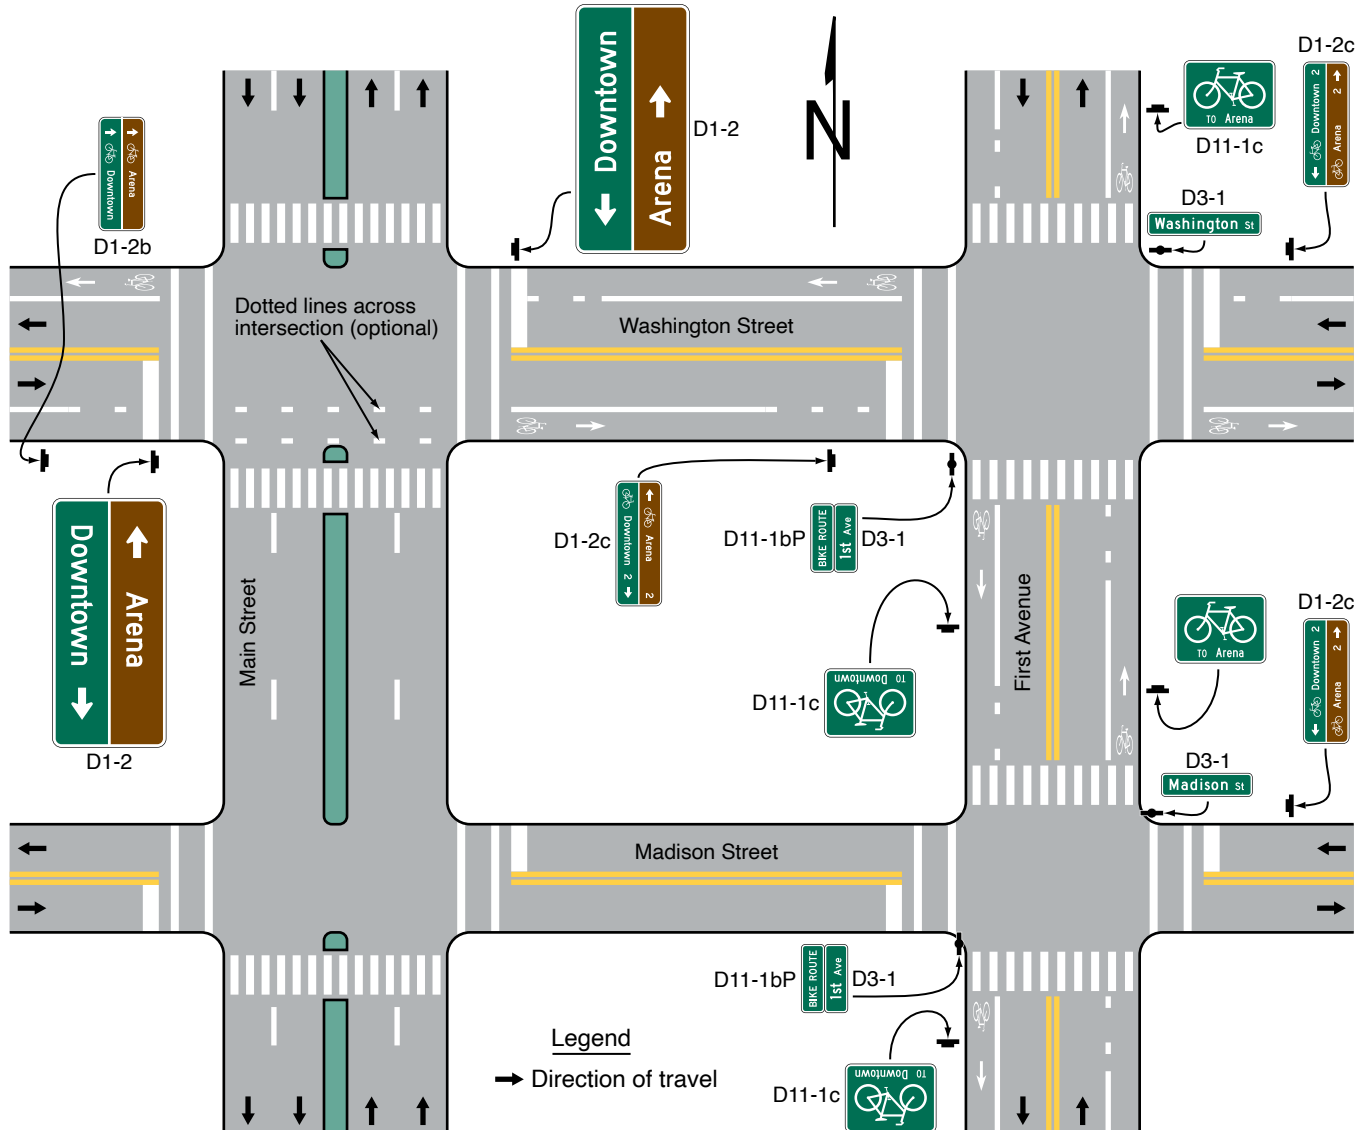 Downtown
Arena
D1-2
N
TO Arena
D11-1c
D1-2c
Downtown 2
Arena 2
D3-1
Washington St
Downtown
Arena
D1-2b
Dotted lines across
intersection (optional)
Washington Street
Downtown
Arena
D1-2
Main Street
D1-2c
Downtown 2
Arena 2
D11-1bP
BIKE ROUTE
1st Ave
D3-1
TO Downtown
D11-1c
First Avenue
TO Arena
D1-2c
Downtown 2
Arena 2
D3-1
Madison St
Madison Street
D11-1bP
BIKE ROUTE
1st Ave
D3-1
TO Downtown
D11-1c
Legend
Direction of travel